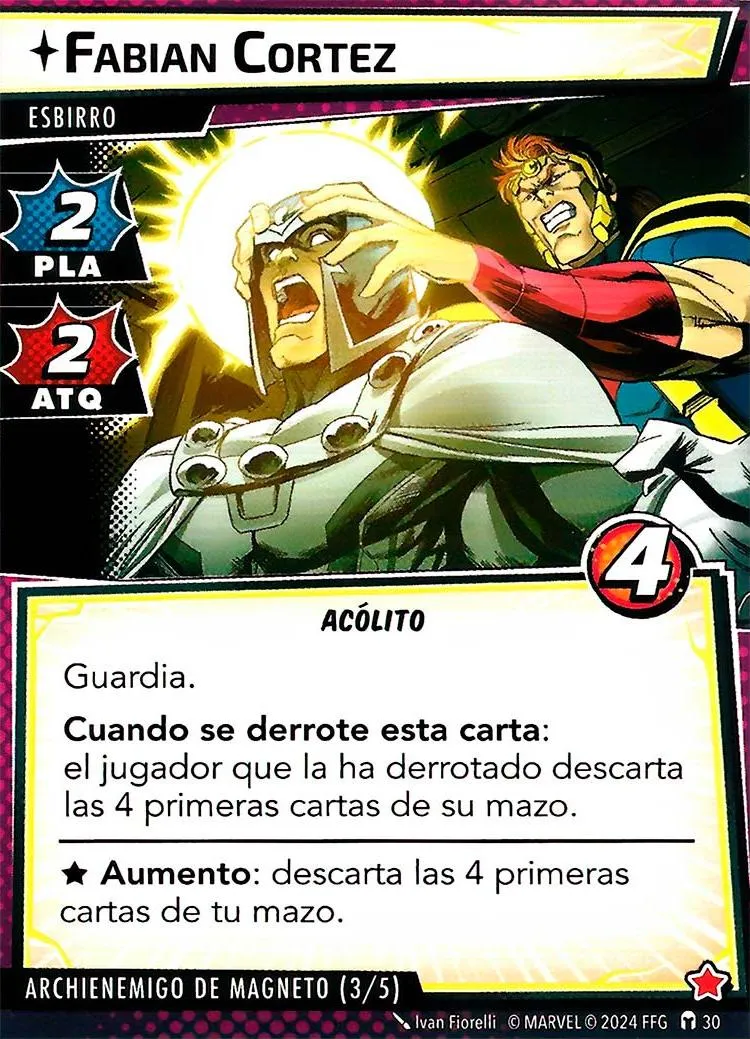 FABIAN CORTEZ
ESBIRRO
2
PLA
2
ATQ
4
ACÓLITO
Guardia.
Cuando se derrote esta carta:
el jugador que la ha derrotado descarta
las 4 primeras cartas de su mazo.
★ Aumento: descarta las 4 primeras
cartas de tu mazo.
ARCHIENEMIGO DE MAGNETO (3/5)
Ivan Fiorelli © MARVEL © 2024 FFG 30